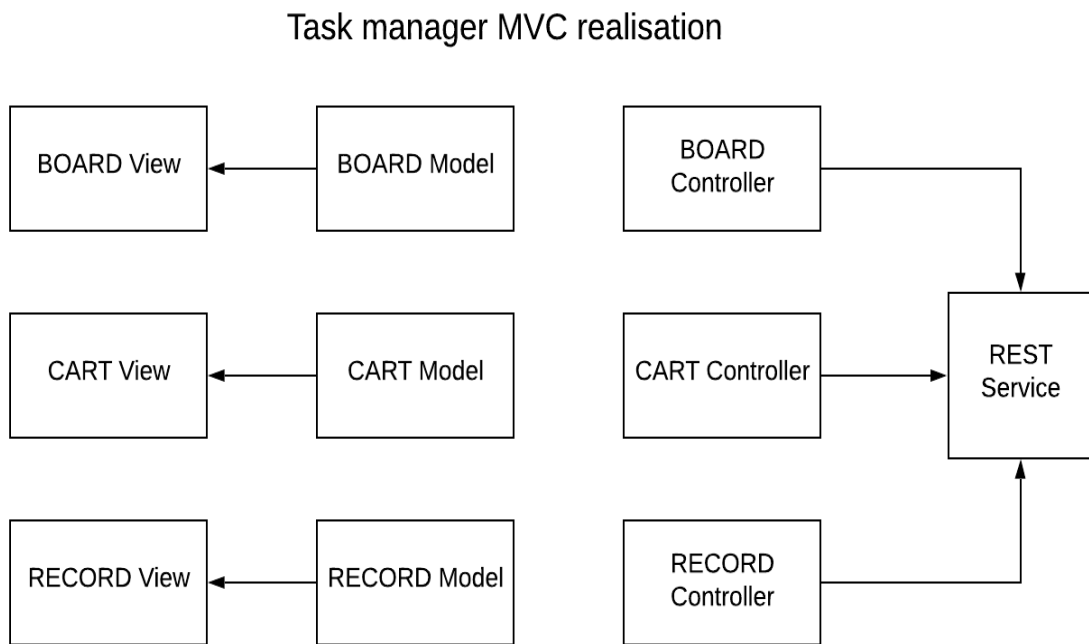 Task manager MVC realisation
BOARD View
BOARD Model
BOARD
Controller
CART View
CART Model
CART Controller
REST
Service
RECORD View
RECORD Model
RECORD
Controller